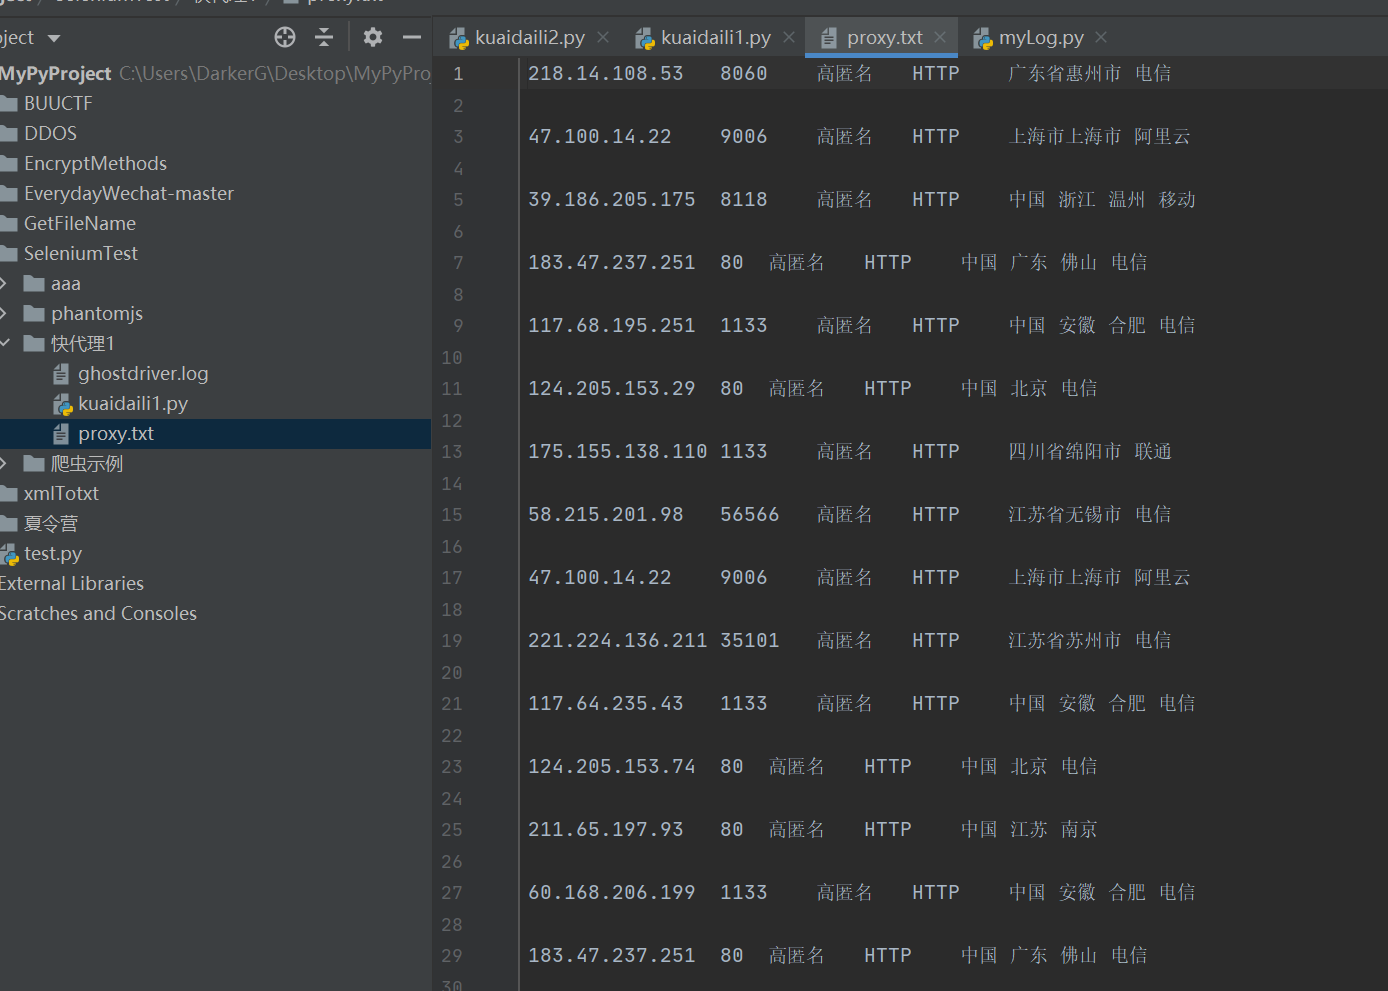 SeleniumTest 快代理1 proxy.txt
ject
kuaidaili2.py kuaidaili1.py proxy.txt myLog.py
MyPyProject C:\Users\DarkerG\Desktop\MyPyPro
BUUCTF
DDOS
EncryptMethods
EverydayWechat-master
GetFileName
SeleniumTest
aaa
phantomjs
快代理1
ghostdriver.log
kuaidaili1.py
proxy.txt
爬虫示例
xmlTotxt
夏令营
test.py
External Libraries
Scratches and Consoles
1 218.14.108.53 8060 高匿名 HTTP 广东省惠州市 电信
2
3 47.100.14.22 9006 高匿名 HTTP 上海市上海市 阿里云
4
5 39.186.205.175 8118 高匿名 HTTP 中国 浙江 温州 移动
6
7 183.47.237.251 80 高匿名 HTTP 中国 广东 佛山 电信
8
9 117.68.195.251 1133 高匿名 HTTP 中国 安徽 合肥 电信
10
11 124.205.153.29 80 高匿名 HTTP 中国 北京 电信
12
13 175.155.138.110 1133 高匿名 HTTP 四川省绵阳市 联通
14
15 58.215.201.98 56566 高匿名 HTTP 江苏省无锡市 电信
16
17 47.100.14.22 9006 高匿名 HTTP 上海市上海市 阿里云
18
19 221.224.136.211 35101 高匿名 HTTP 江苏省苏州市 电信
20
21 117.64.235.43 1133 高匿名 HTTP 中国 安徽 合肥 电信
22
23 124.205.153.74 80 高匿名 HTTP 中国 北京 电信
24
25 211.65.197.93 80 高匿名 HTTP 中国 江苏 南京
26
27 60.168.206.199 1133 高匿名 HTTP 中国 安徽 合肥 电信
28
29 183.47.237.251 80 高匿名 HTTP 中国 广东 佛山 电信
30